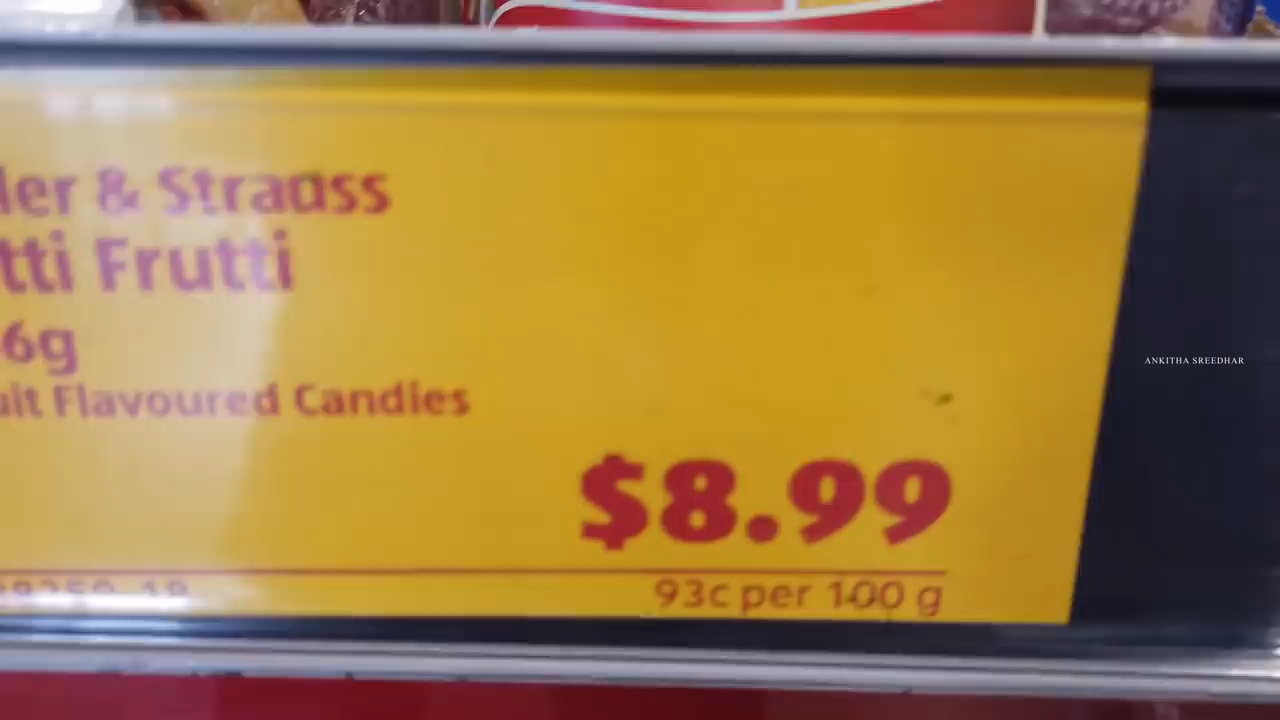 ler & Strauss
tti Frutti
6g
uit Flavoured Candies
ANKITHA SREEDHAR
$8.99
93c per 100 g